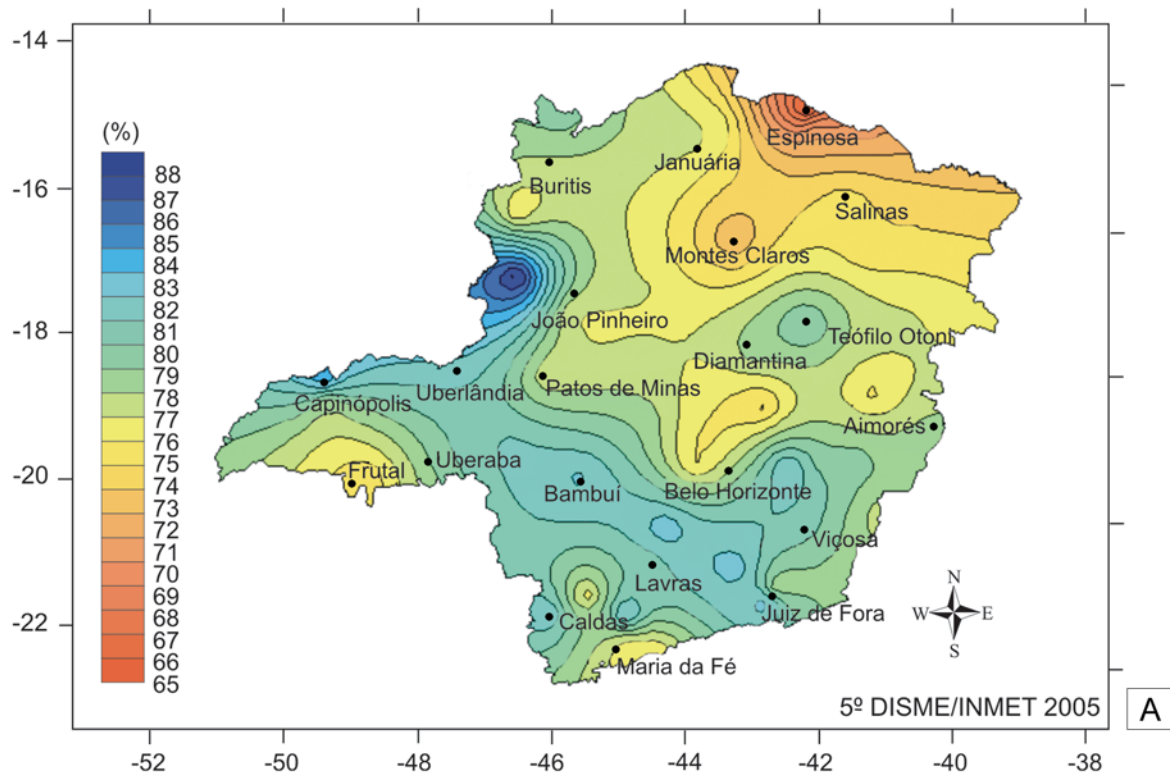 -14
-16
-18
-20
-22
(%)
88
87
86
85
84
83
82
81
80
79
78
77
76
75
74
73
72
71
70
69
68
67
66
65
Espinosa
Januária
Buritis
Salinas
Montes Claros
João Pinheiro
Teófilo Otoni
Diamantina
Uberlândia
Patos de Minas
Capinópolis
Aimorés
Uberaba
Frutal
Bambuí
Belo Horizonte
Viçosa
Lavras
Juiz de Fora
Caldas
Maria da Fé
N
W
E
S
5º DISME/INMET 2005
A
-52
-50
-48
-46
-44
-42
-40
-38